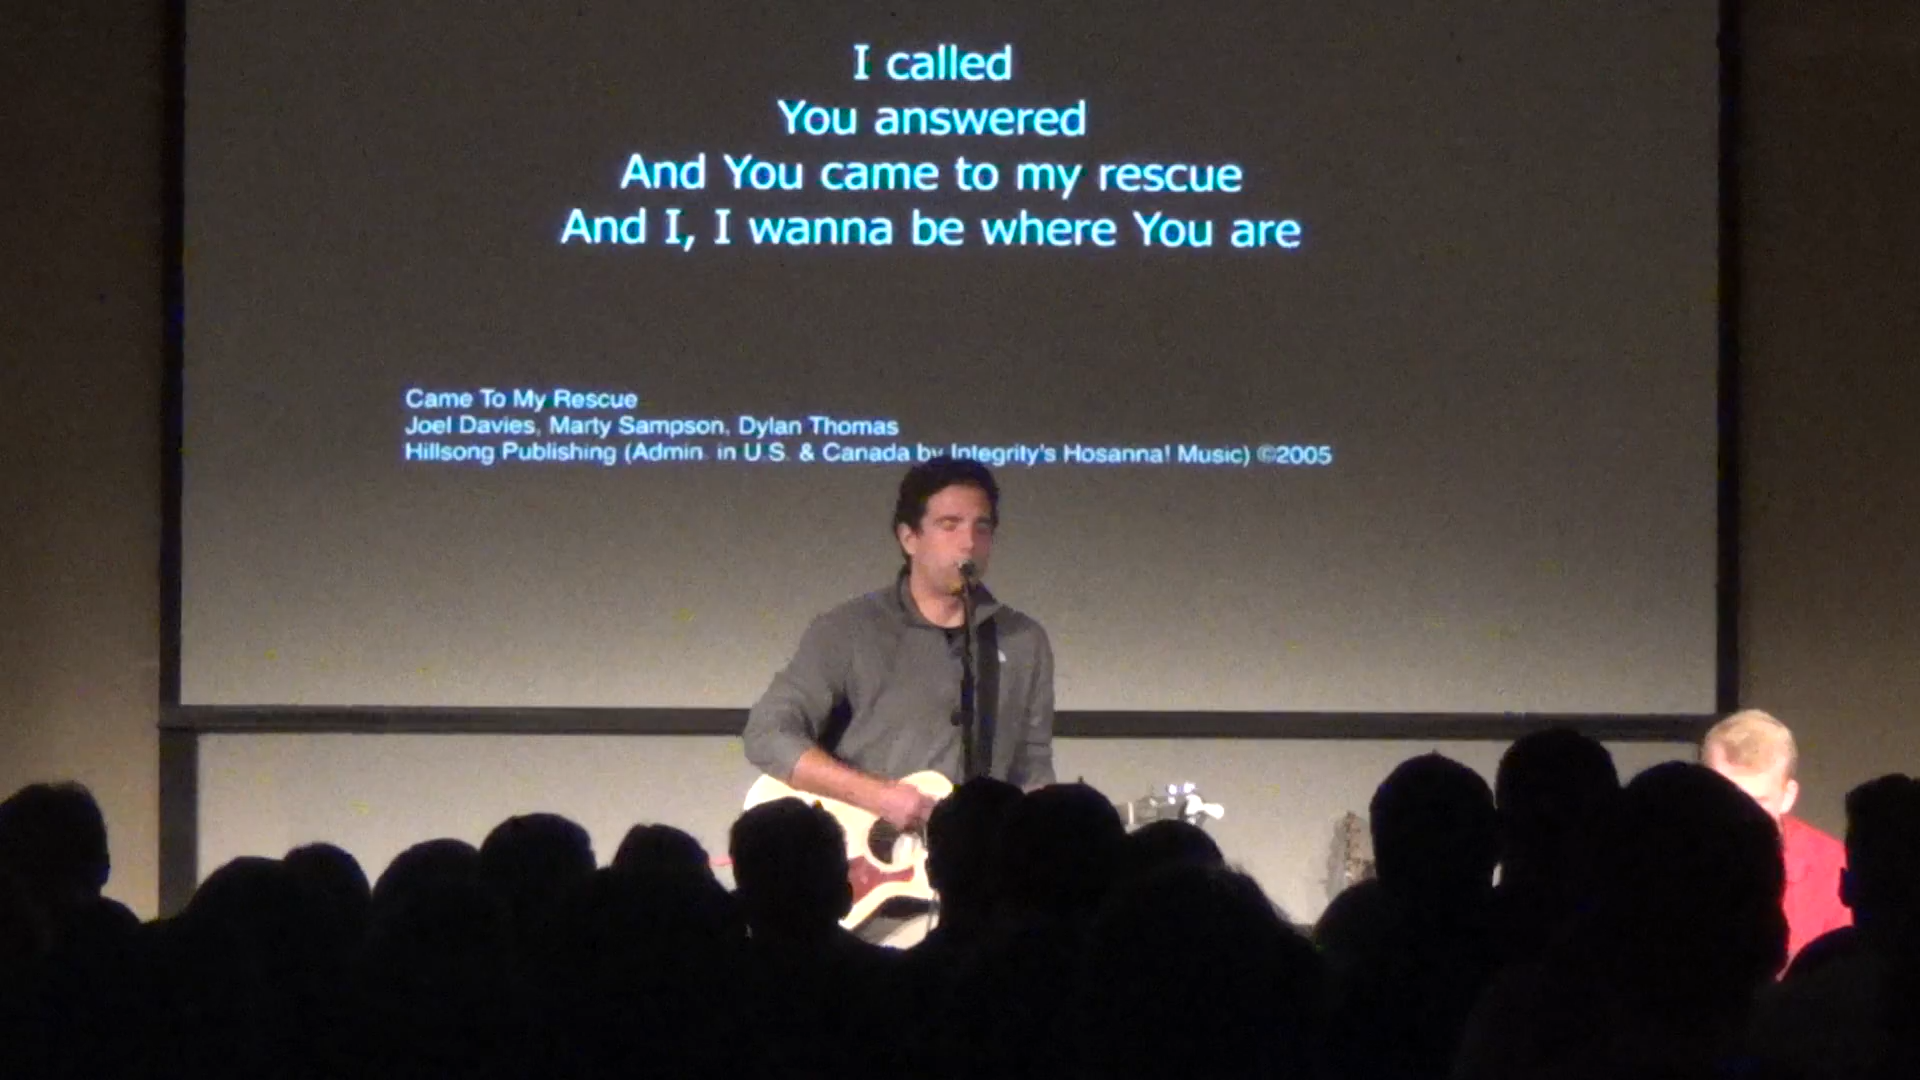 I called
You answered
And You came to my rescue
And I, I wanna be where You are
Came To My Rescue
Joel Davies, Marty Sampson, Dylan Thomas
Hillsong Publishing (Admin. in U.S. & Canada by Integrity's Hosanna! Music) ©2005